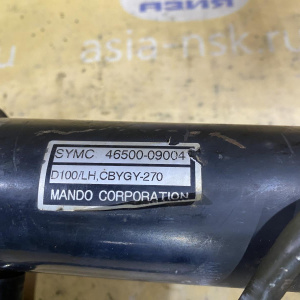 asia-nsk.ru
АЗИЯ
SYMC 46500-09004
D100/LH,CBYGY-270
MANDO CORPORATION